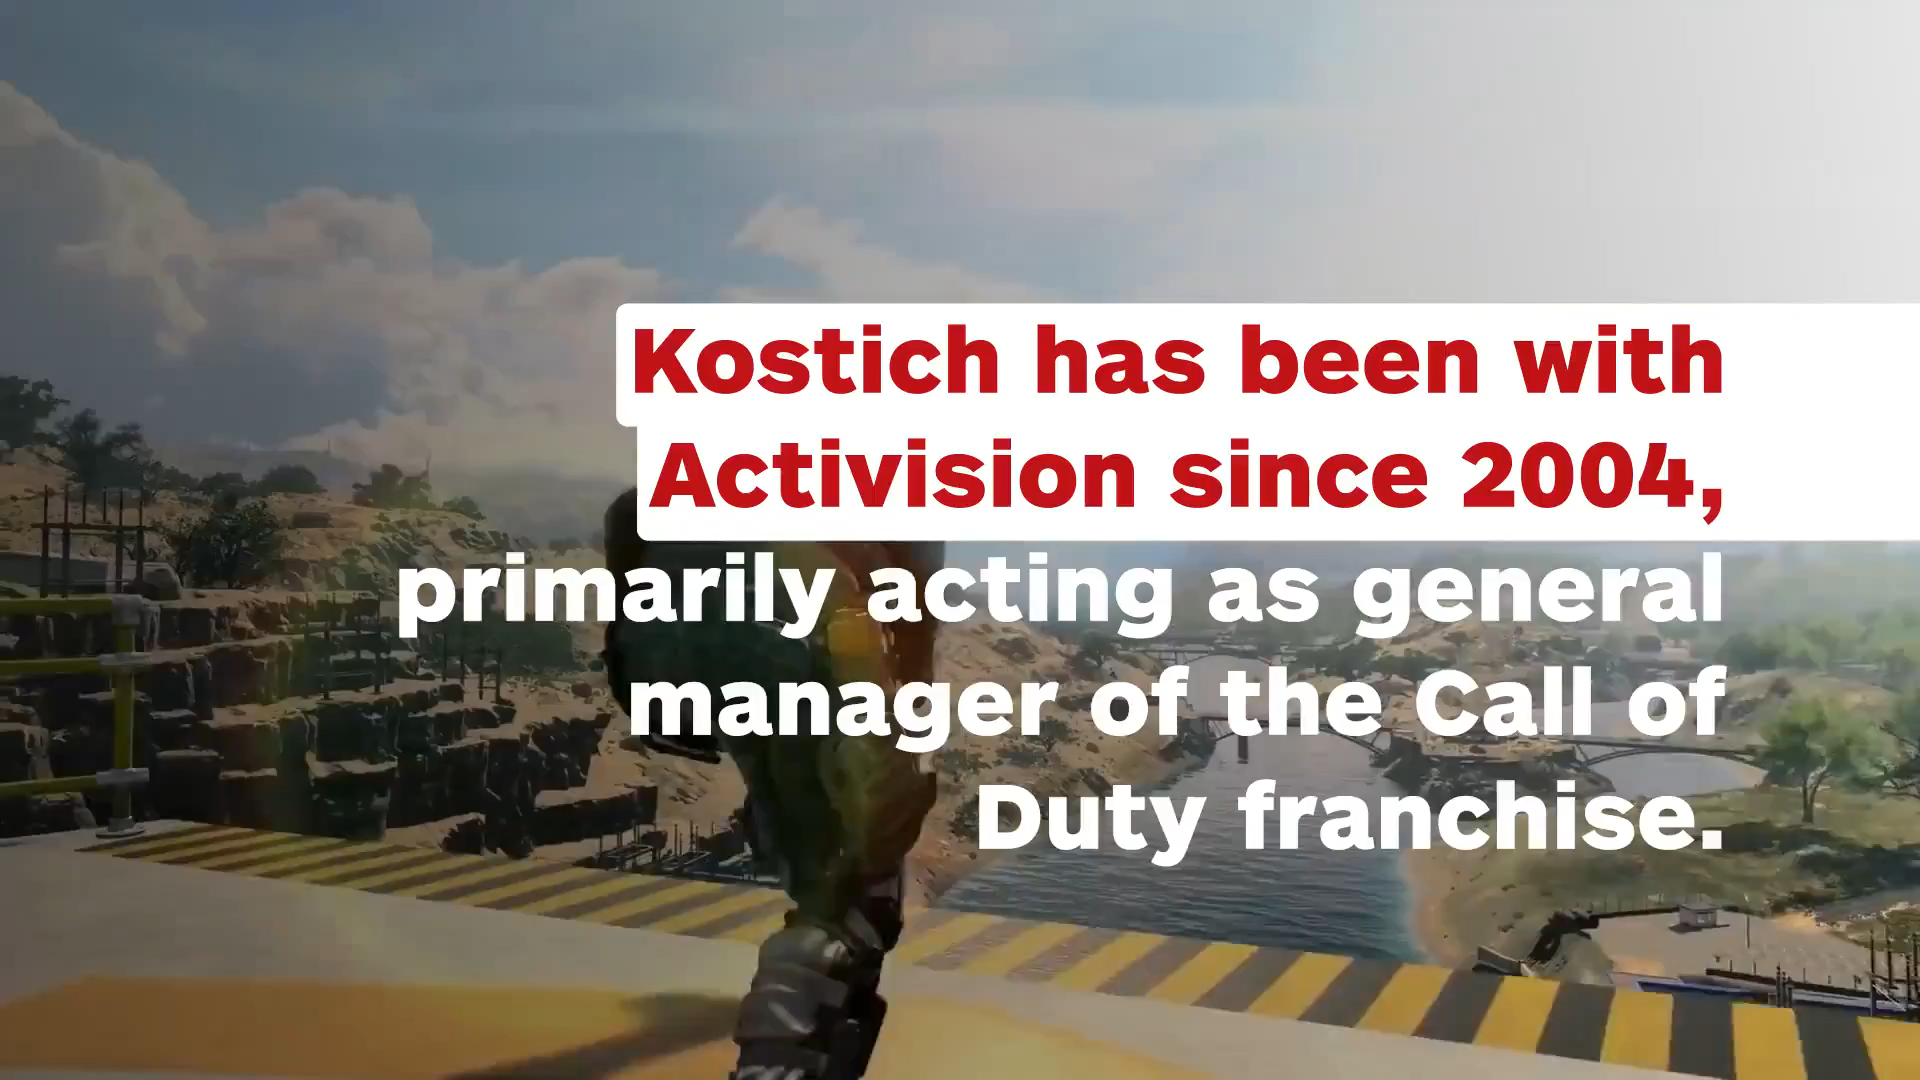 Kostich has been with
Activision since 2004,
primarily acting as general
manager of the Call of
Duty franchise.